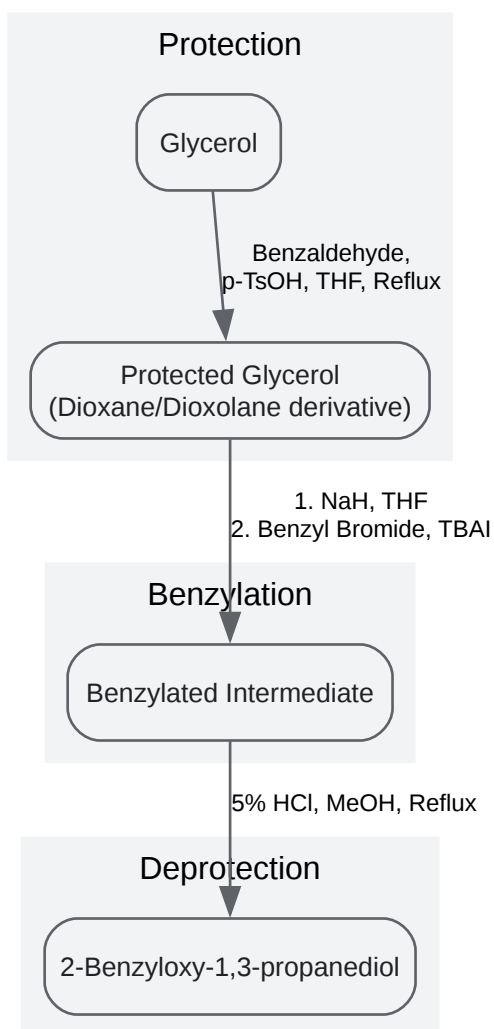 Protection
Glycerol
Benzaldehyde,
p-TsOH, THF, Reflux
Protected Glycerol
(Dioxane/Dioxolane derivative)
1. NaH, THF
2. Benzyl Bromide, TBAI
Benzylation
Benzylated Intermediate
5% HCl, MeOH, Reflux
Deprotection
2-Benzyloxy-1,3-propanediol